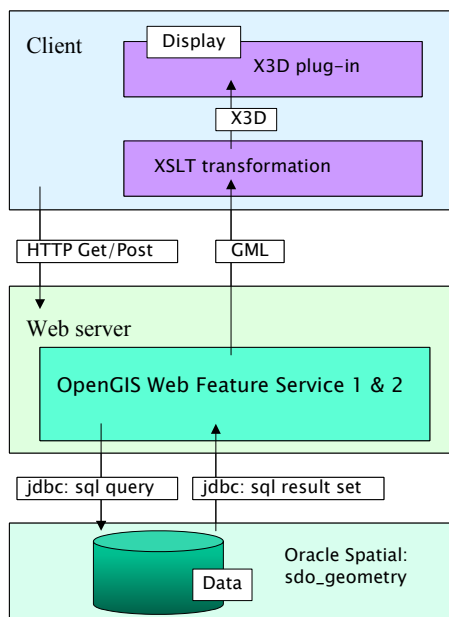 Display
Client
X3D plug-in
X3D
XSLT transformation
HTTP Get/Post
GML
Web server
OpenGIS Web Feature Service 1 & 2
jdbc: sql query
jdbc: sql result set
Oracle Spatial:
sdo_geometry
Data